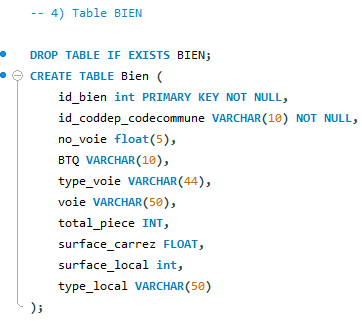 -- 4) Table BIEN
DROP TABLE IF EXISTS BIEN;
CREATE TABLE Bien (
id_bien int PRIMARY KEY NOT NULL,
id_coddep_codecommune VARCHAR(10) NOT NULL,
no_voie float(5),
BTQ VARCHAR(10),
type_voie VARCHAR(44),
voie VARCHAR(50),
total_piece INT,
surface_carrez FLOAT,
surface_local int,
type_local VARCHAR(50)
);